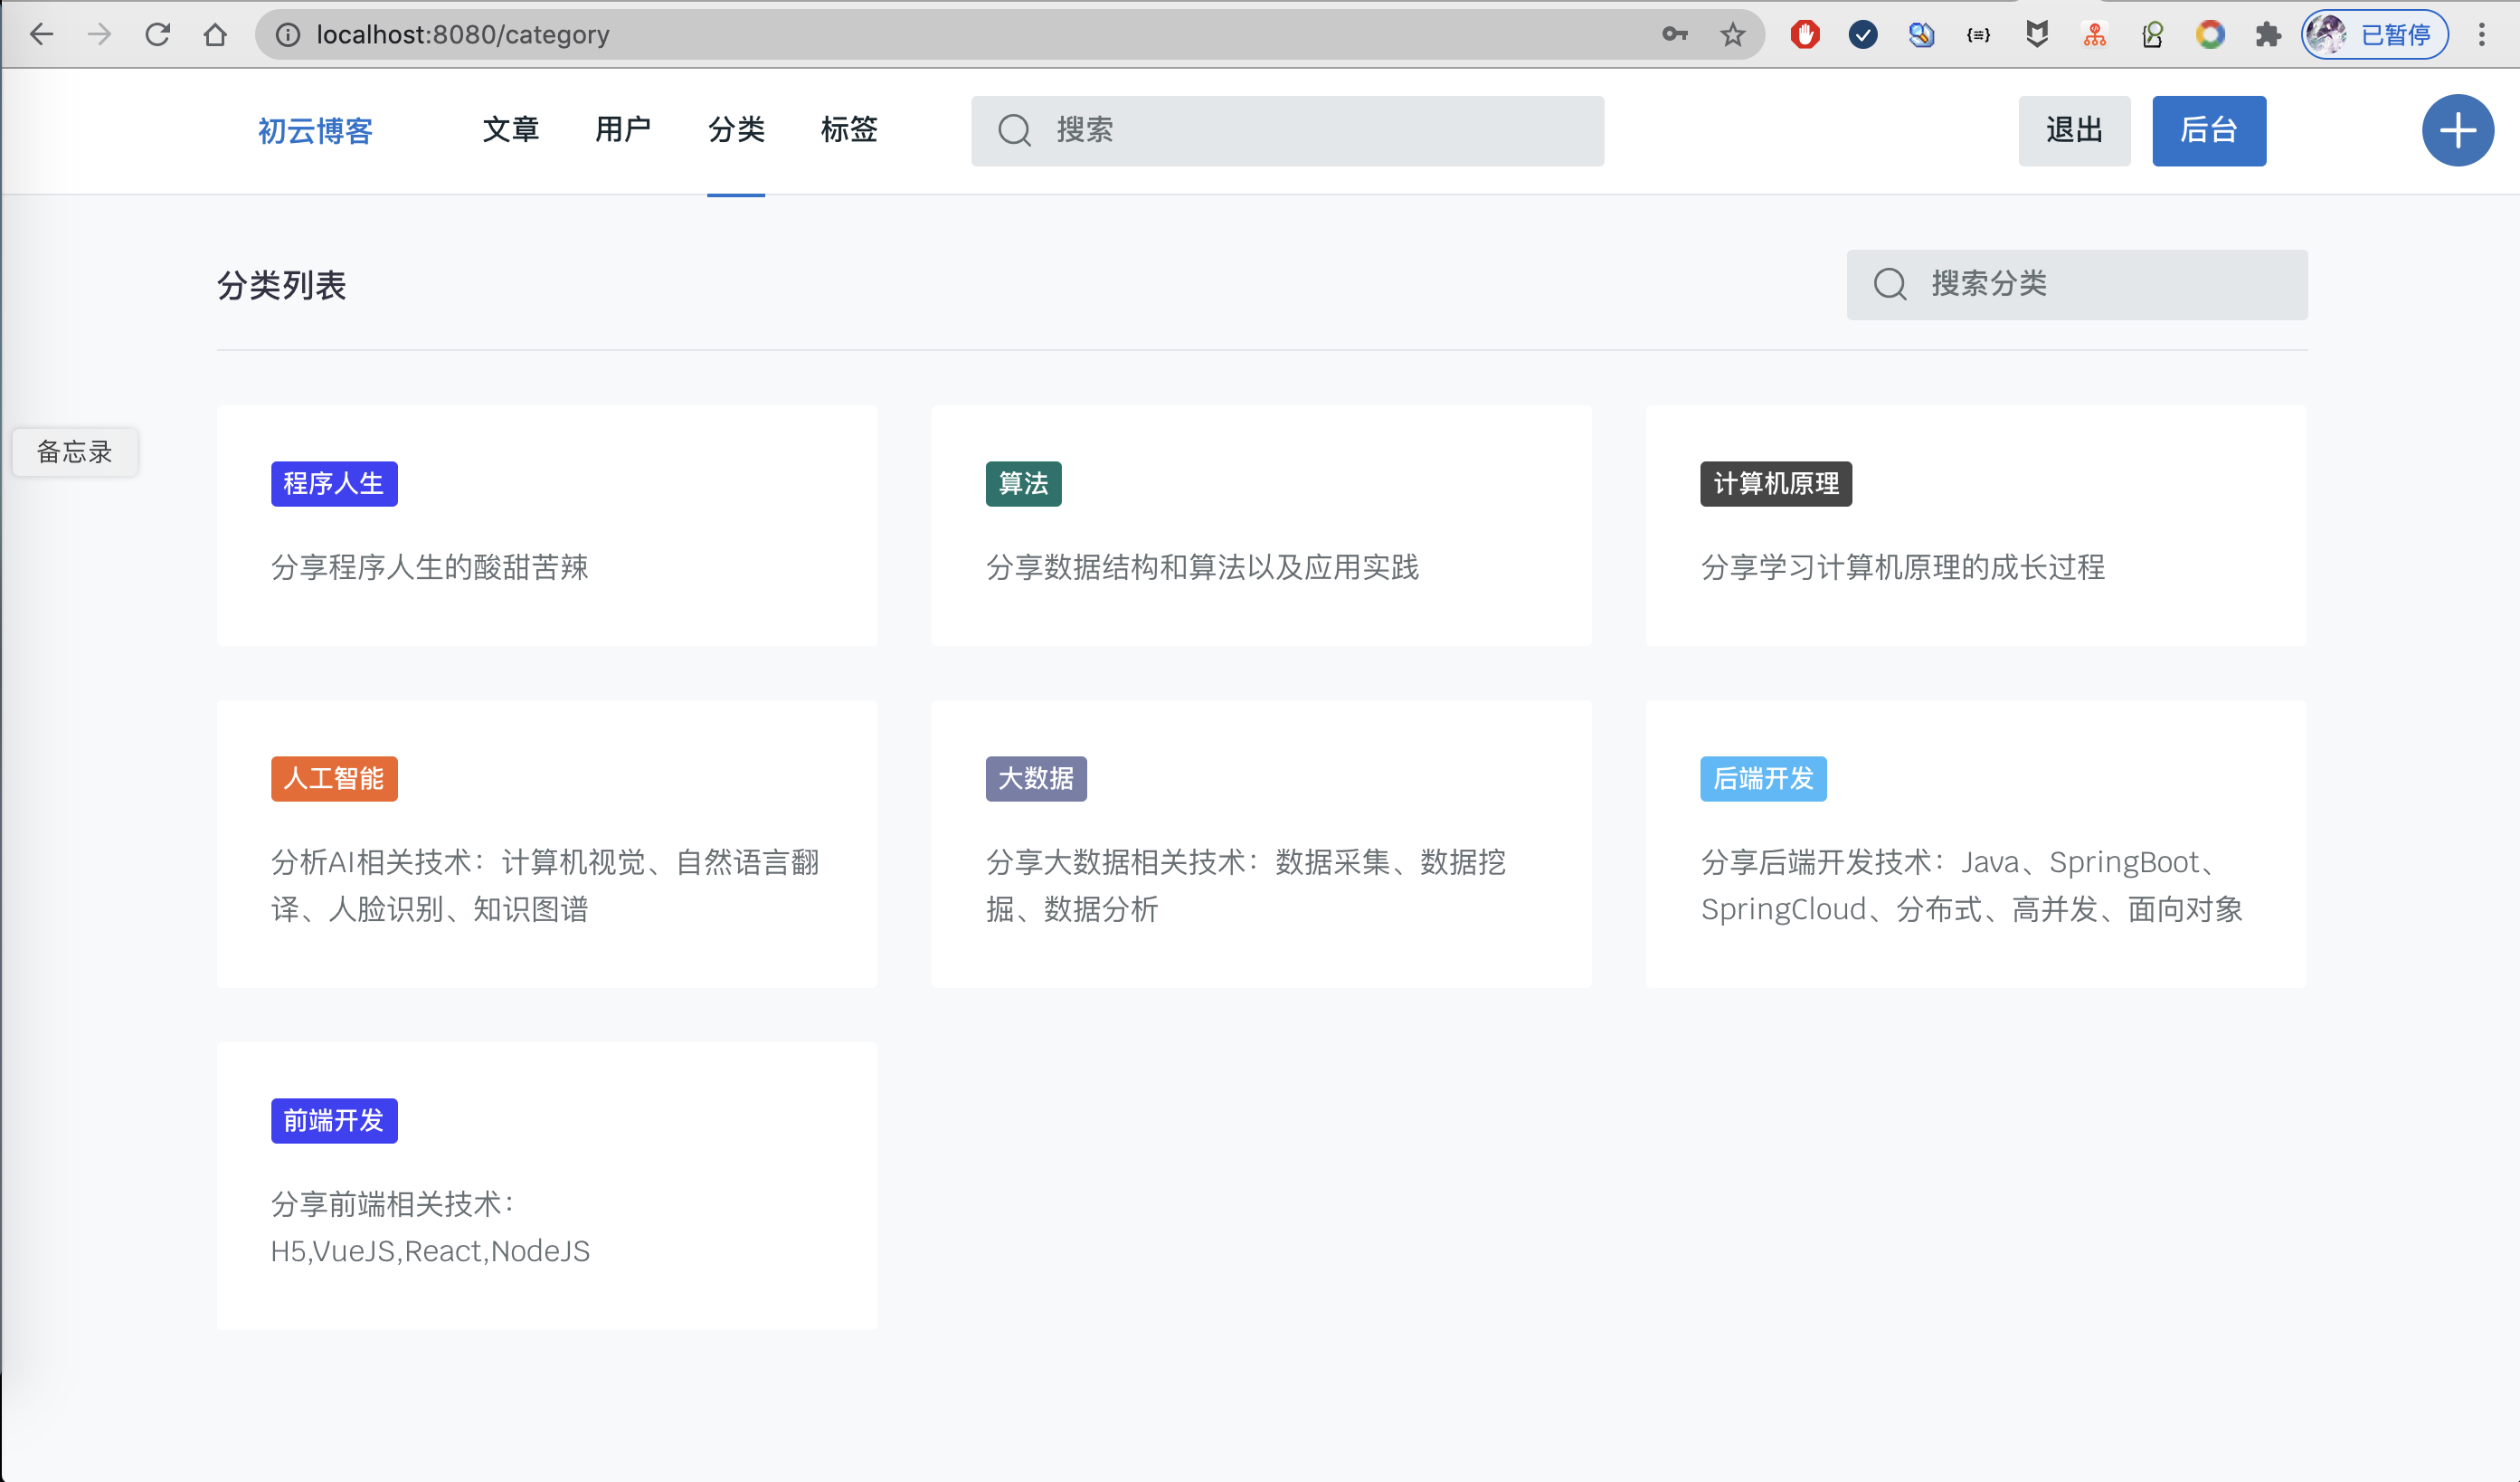 localhost:8080/category
已暂停
初云博客
文章
用户
分类
标签
搜索
退出
后台
分类列表
搜索分类
备忘录
程序人生
分享程序人生的酸甜苦辣
算法
分享数据结构和算法以及应用实践
计算机原理
分享学习计算机原理的成长过程
人工智能
分析AI相关技术：计算机视觉、自然语言翻
译、人脸识别、知识图谱
大数据
分享大数据相关技术：数据采集、数据挖
掘、数据分析
后端开发
分享后端开发技术：Java、SpringBoot、
SpringCloud、分布式、高并发、面向对象
前端开发
分享前端相关技术：
H5,VueJS,React,NodeJS